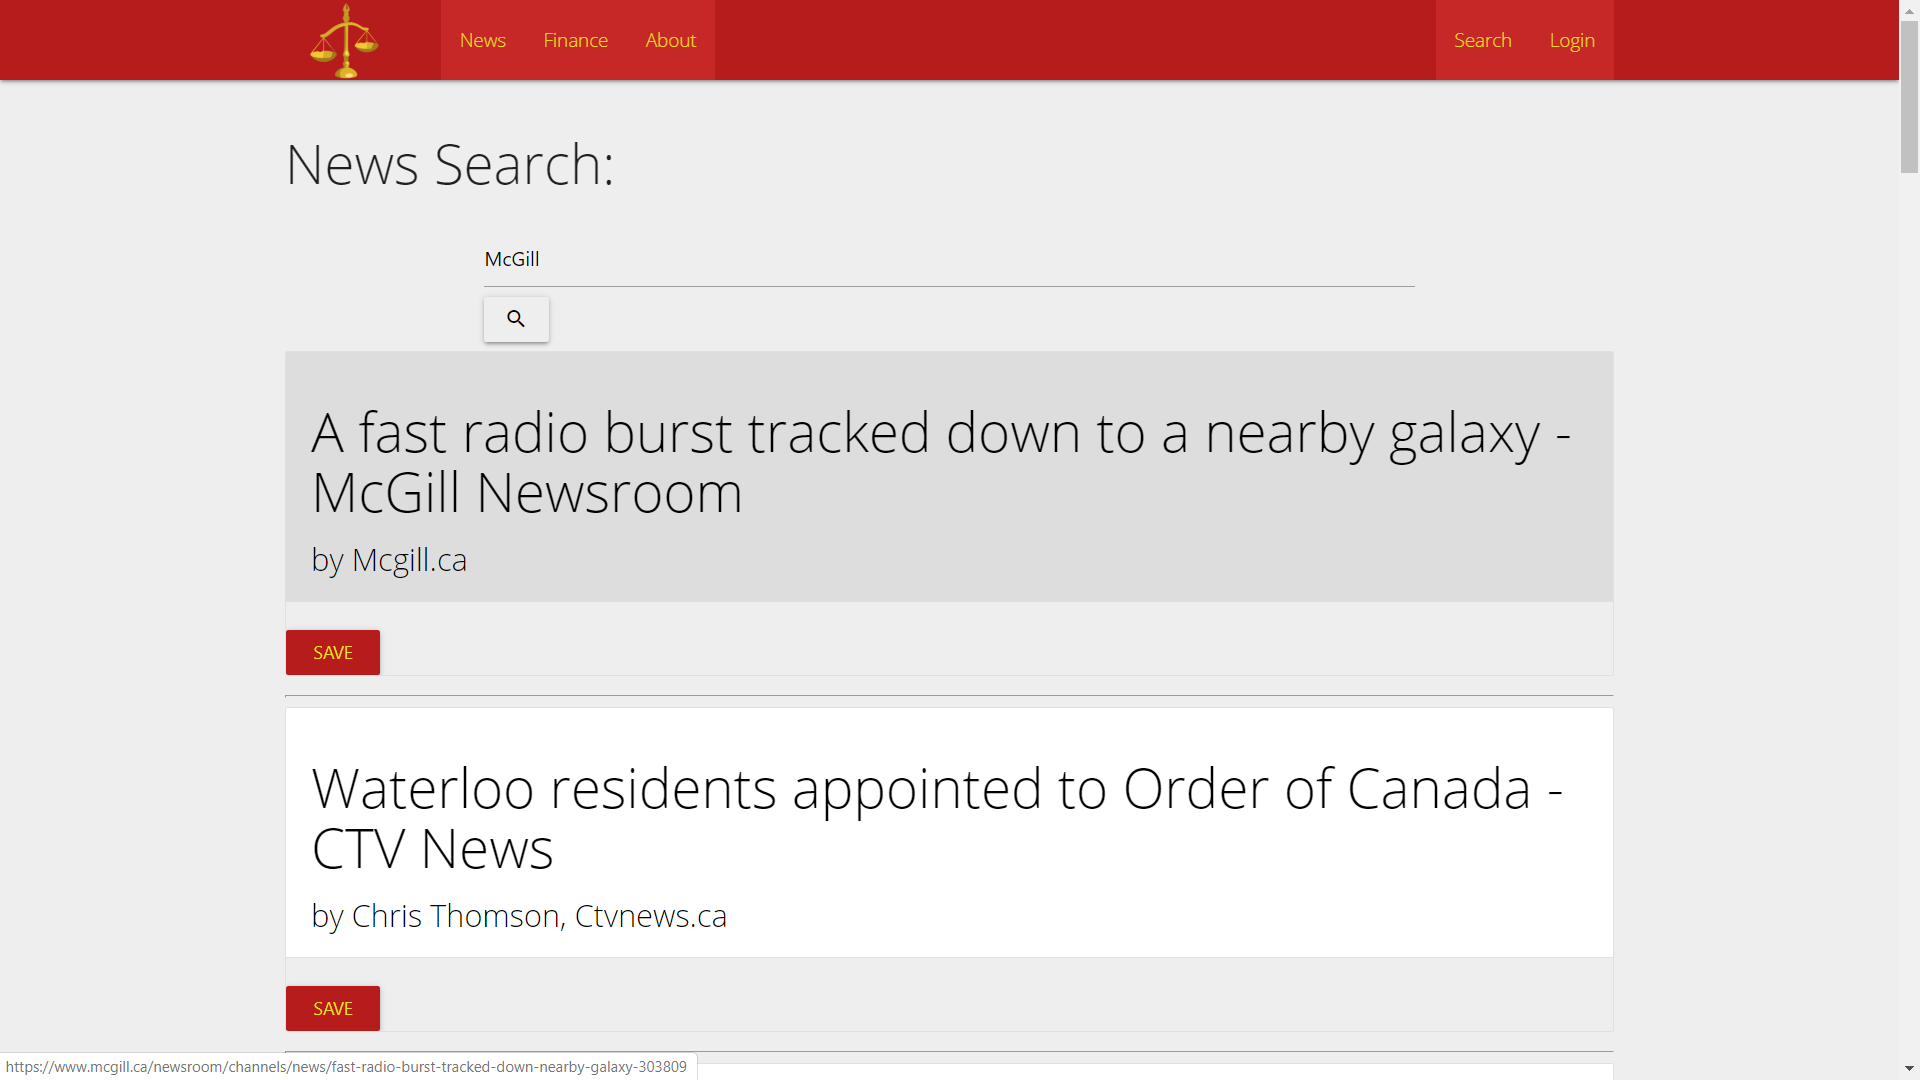 News Finance About Search Login
News Search:
McGill
A fast radio burst tracked down to a nearby galaxy -
McGill Newsroom
by Mcgill.ca
SAVE
Waterloo residents appointed to Order of Canada -
CTV News
by Chris Thomson, Ctvnews.ca
SAVE
https://www.mcgill.ca/newsroom/channels/news/fast-radio-burst-tracked-down-nearby-galaxy-303809